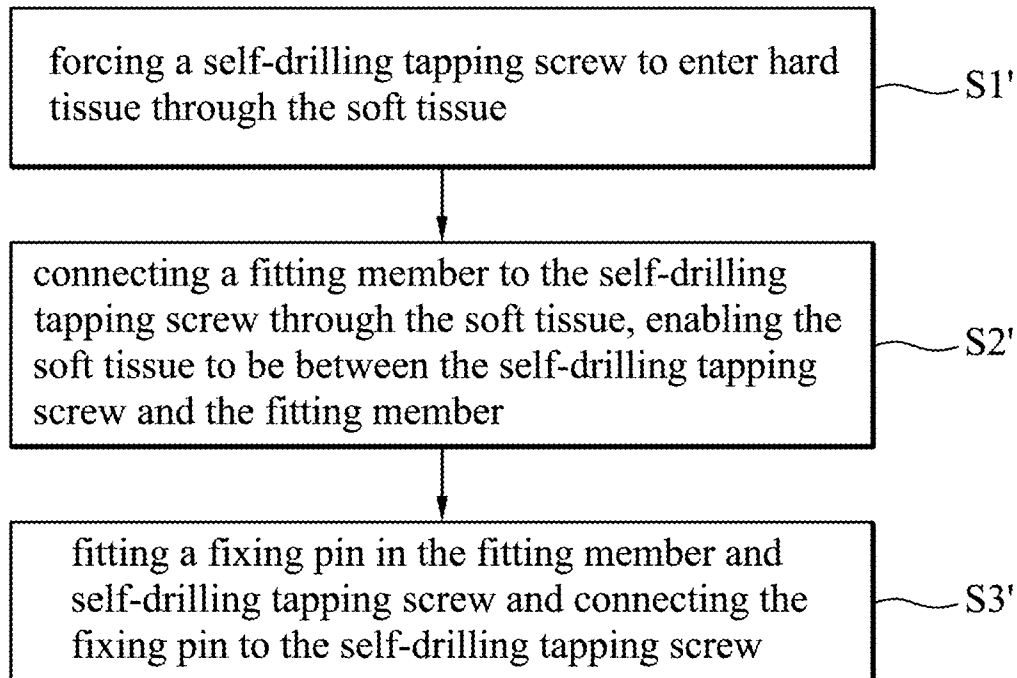 forcing a self-drilling tapping screw to enter hard
tissue through the soft tissue
S1'
connecting a fitting member to the self-drilling
tapping screw through the soft tissue, enabling the
soft tissue to be between the self-drilling tapping
screw and the fitting member
S2'
fitting a fixing pin in the fitting member and
self-drilling tapping screw and connecting the
fixing pin to the self-drilling tapping screw
S3'